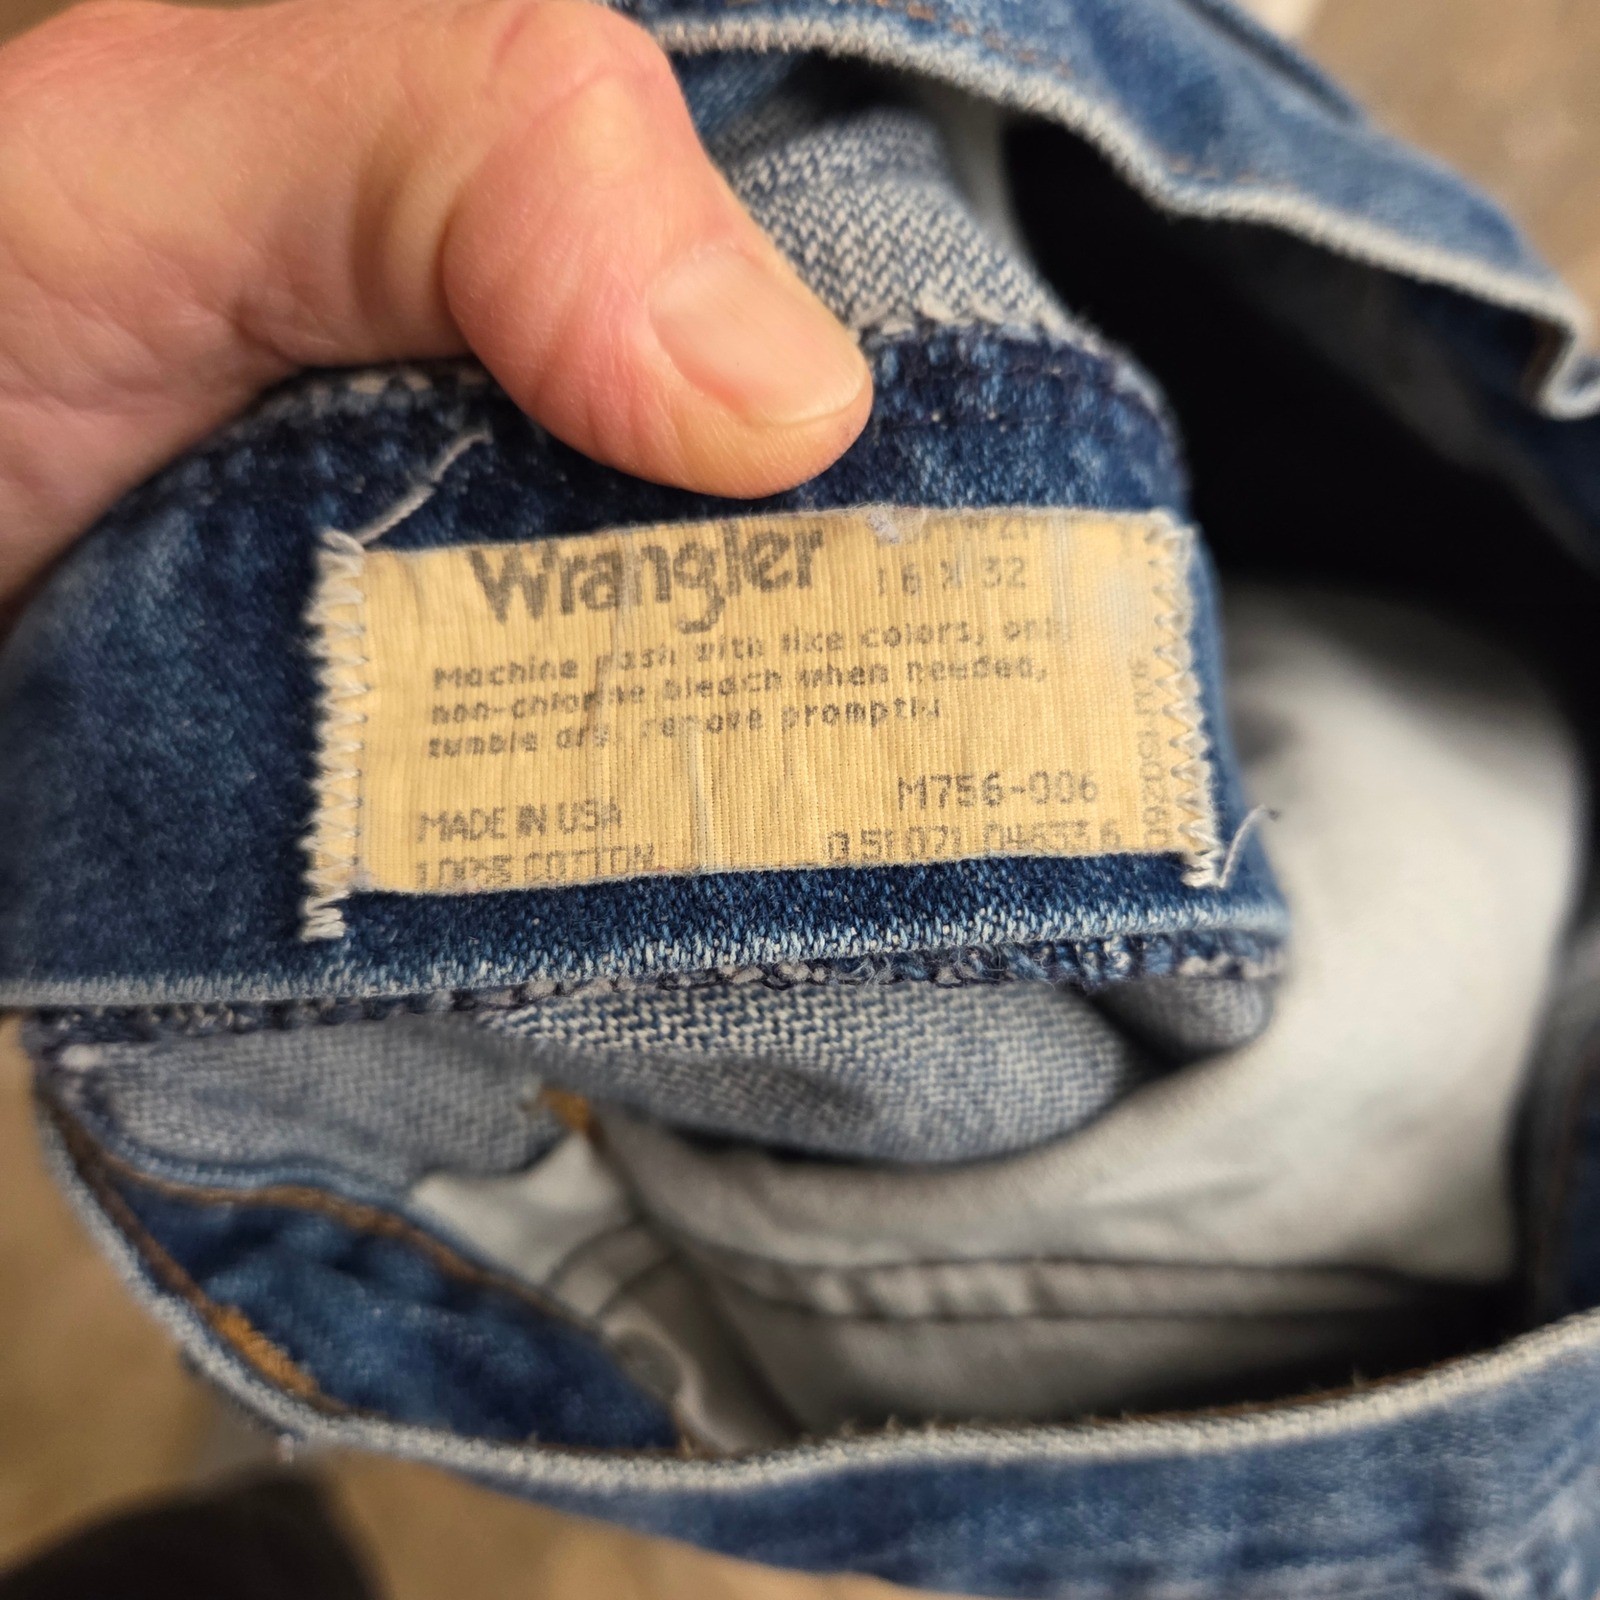 Wrangler
16 X 32
Machine wash with like colors, only
non-chlorine bleach when needed,
tumble dry, remove promptly
MADE IN USA
M756-006
100% COTTON